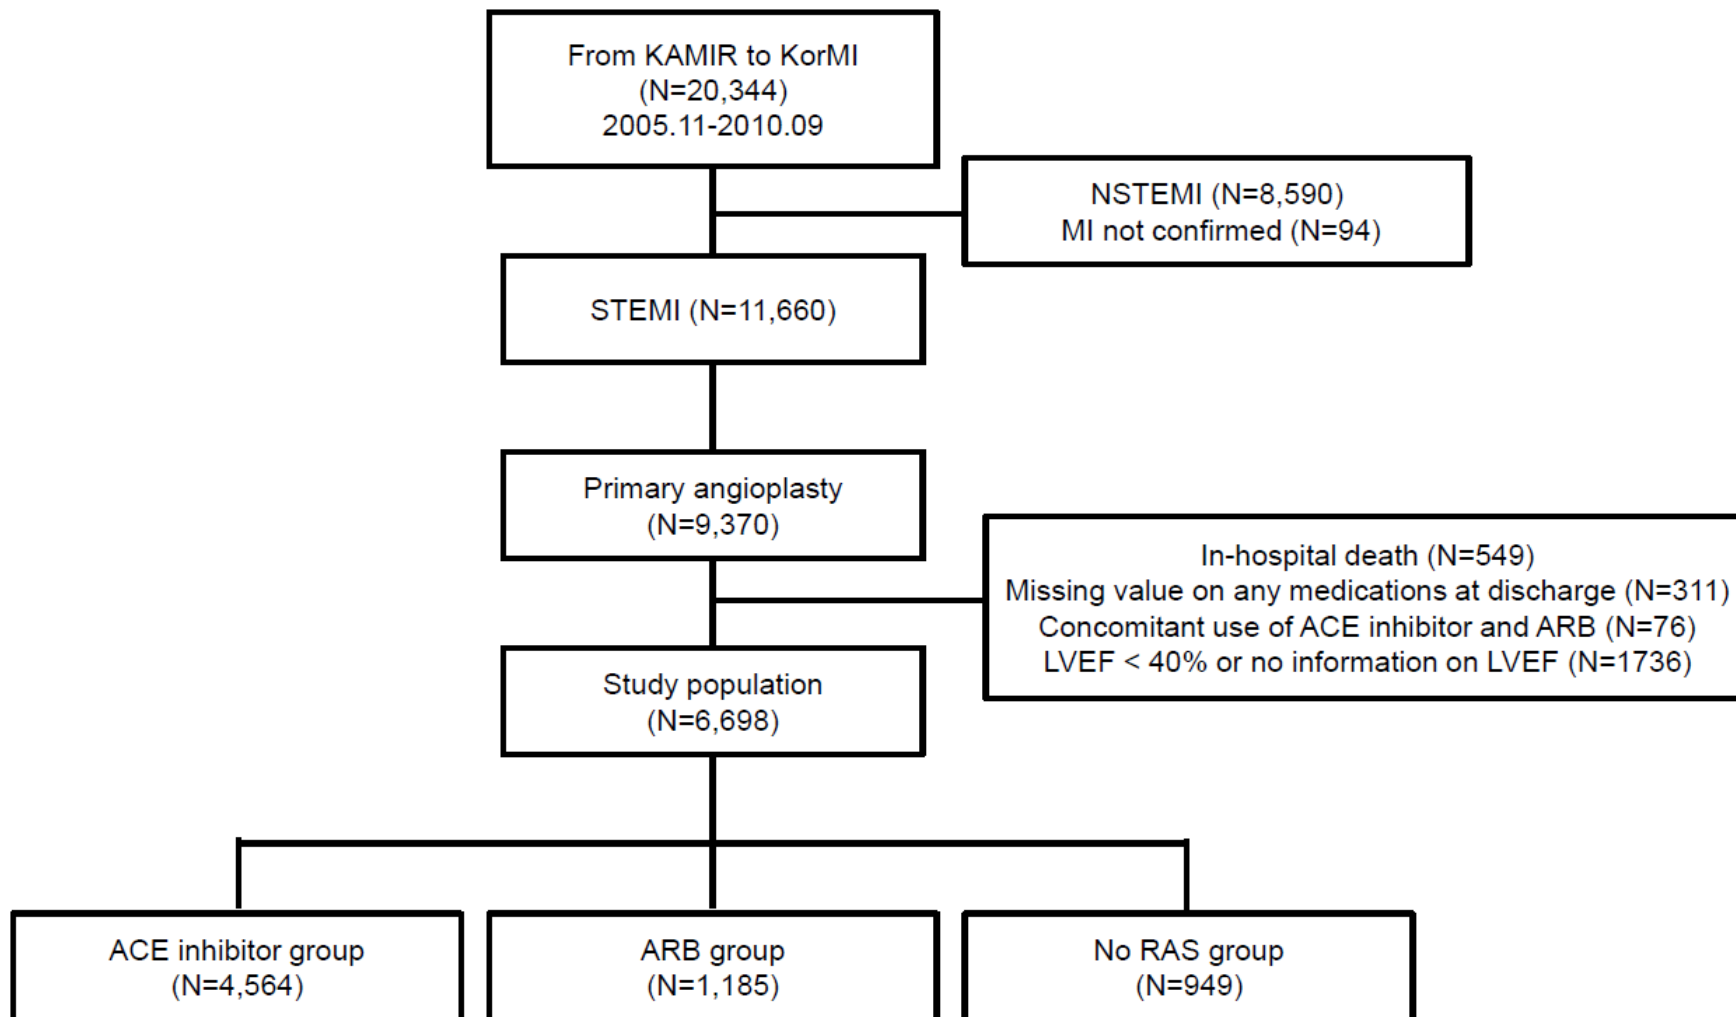 From KAMIR to KorMI
(N=20,344)
2005.11-2010.09
NSTEMI (N=8,590)
MI not confirmed (N=94)
STEMI (N=11,660)
Primary angioplasty
(N=9,370)
In-hospital death (N=549)
Missing value on any medications at discharge (N=311)
Concomitant use of ACE inhibitor and ARB (N=76)
LVEF < 40% or no information on LVEF (N=1736)
Study population
(N=6,698)
ACE inhibitor group
(N=4,564)
ARB group
(N=1,185)
No RAS group
(N=949)